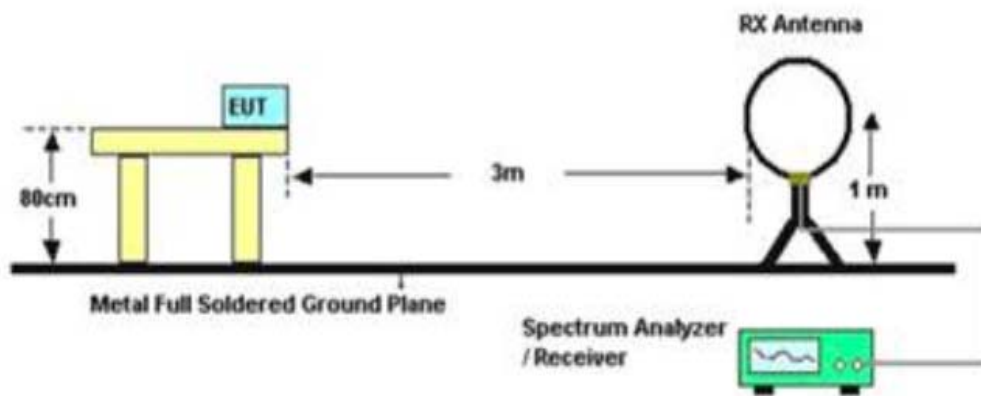 RX Antenna
EUT
80cm
3m
1 m
Metal Full Soldered Ground Plane
Spectrum Analyzer
/ Receiver